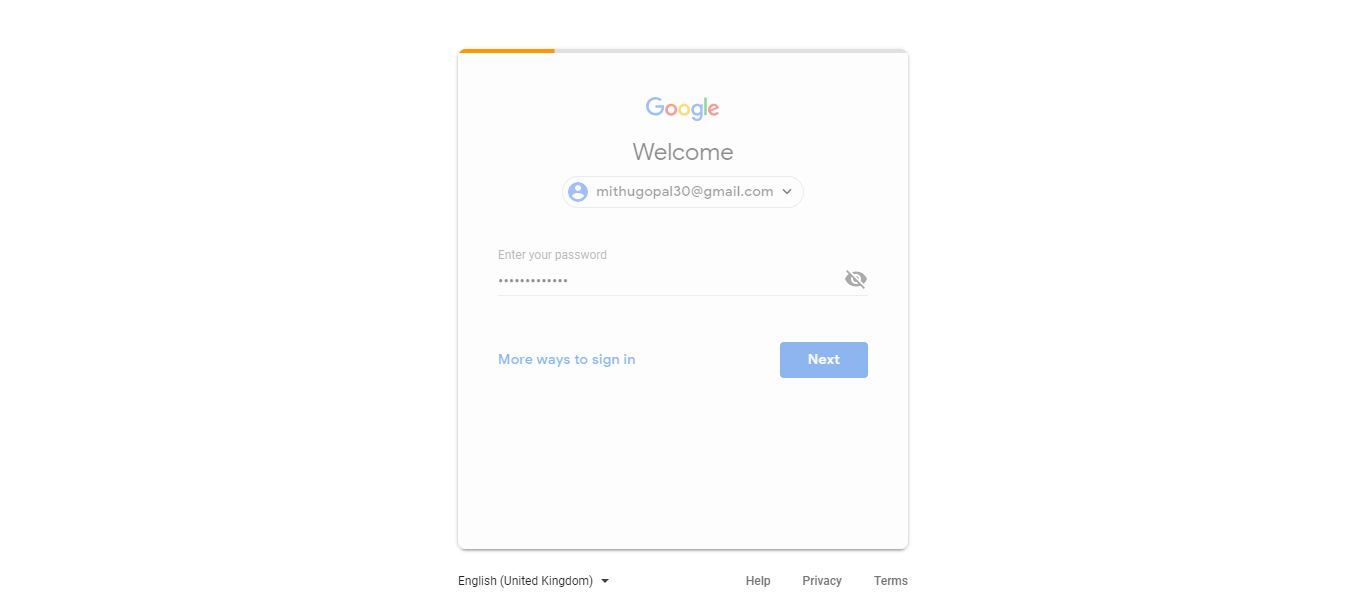 Google
Welcome
mithugopal30@gmail.com
Enter your password
•••••••••••••
More ways to sign in
Next
English (United Kingdom)
Help
Privacy
Terms